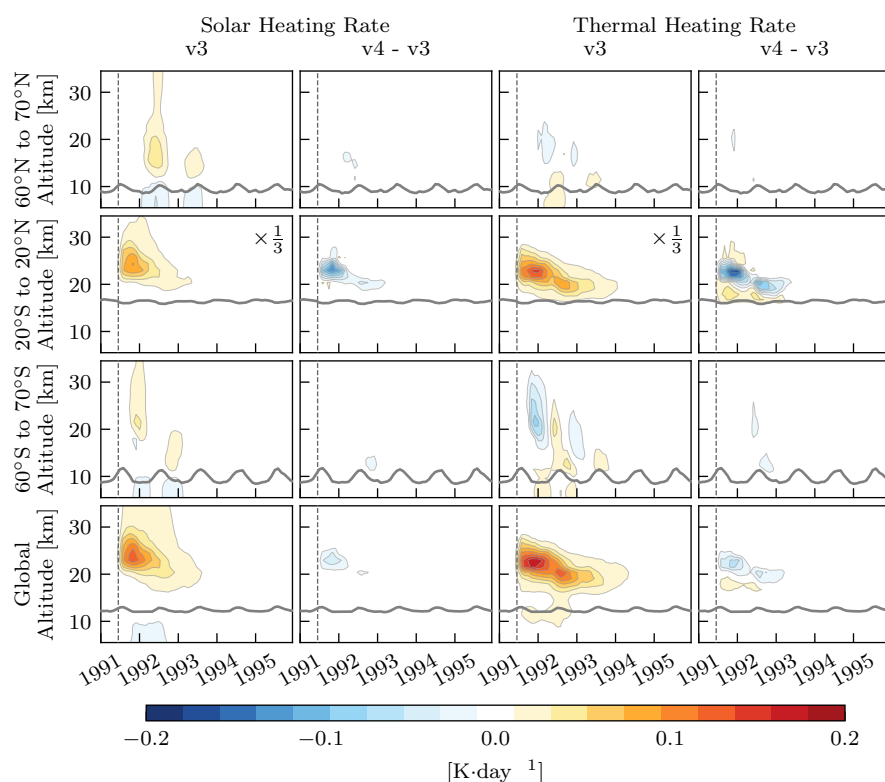 Solar Heating Rate Thermal Heating Rate
v3 v4 - v3 v3 v4 - v3
60°N to 70°N
Altitude [km]
30
20
10
20°S to 20°N
Altitude [km]
30
20
10
× 1/3
× 1/3
60°S to 70°S
Altitude [km]
30
20
10
Global
Altitude [km]
30
20
10
1991 1992 1993 1994 1995 1991 1992 1993 1994 1995 1991 1992 1993 1994 1995 1991 1992 1993 1994 1995
−0.2 −0.1 0.0 0.1 0.2
[K·day 1]